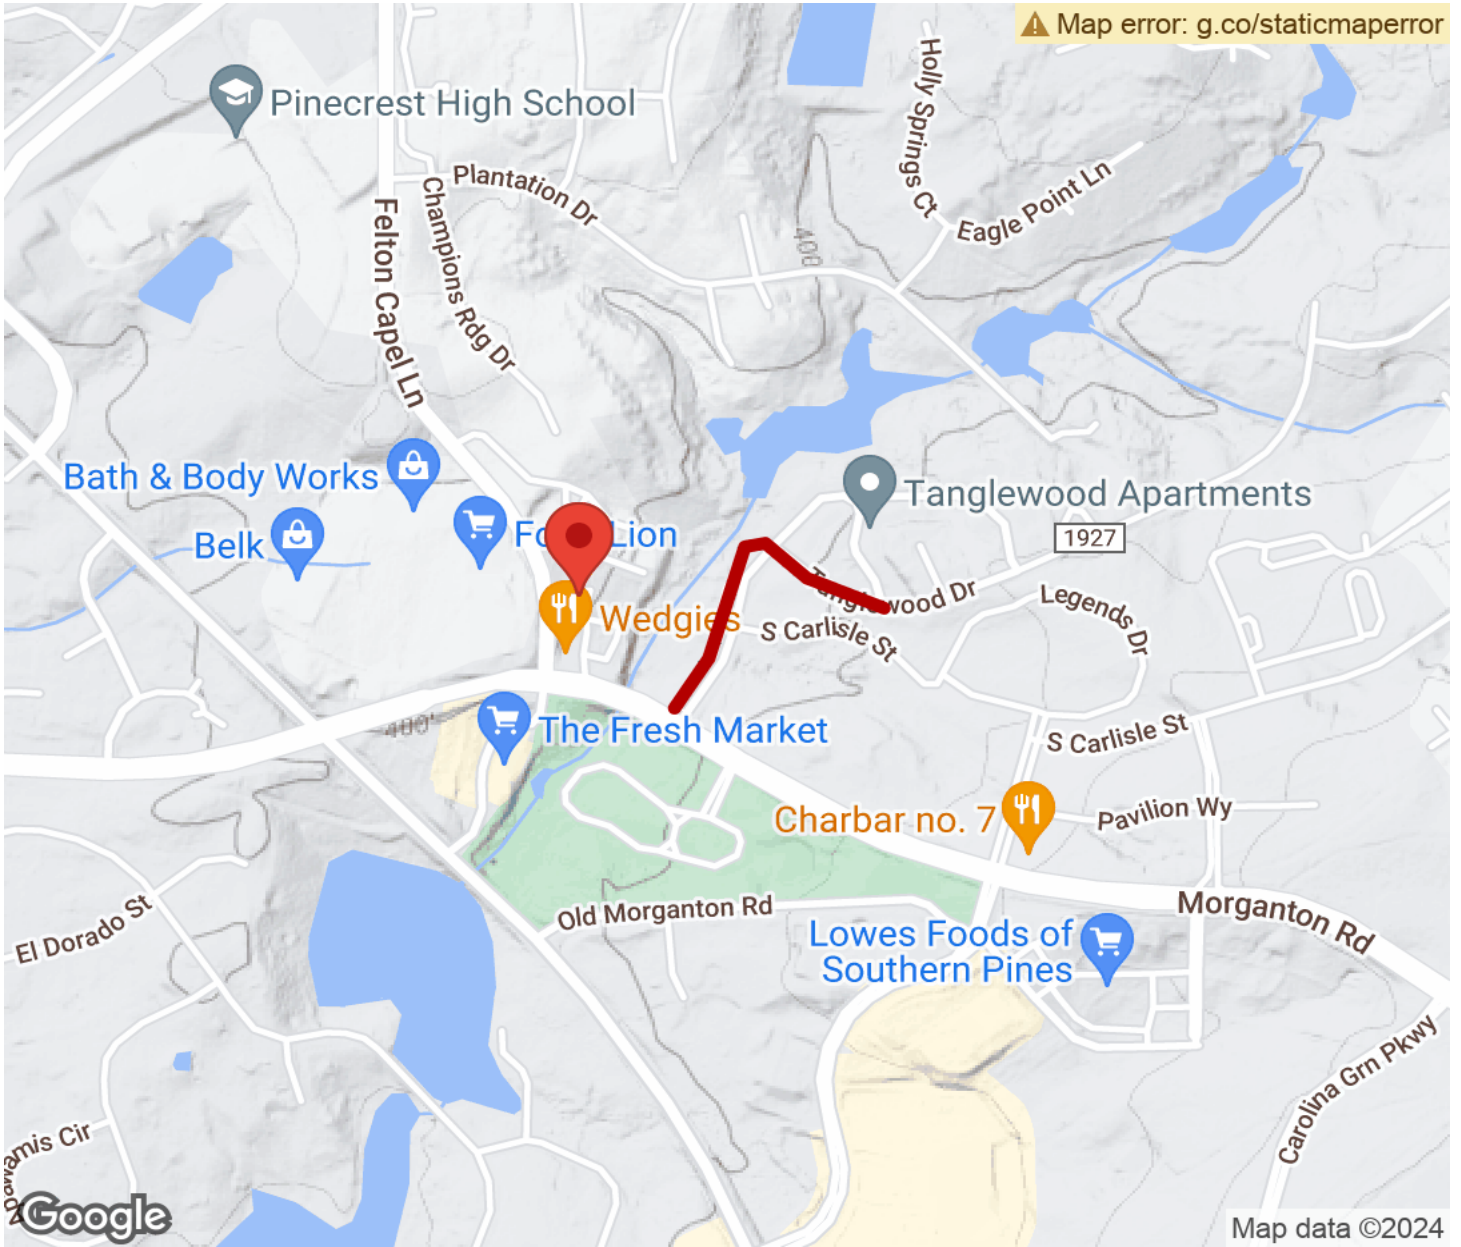 Map error: g.co/staticmaperror
Holly Springs Ct
Pinecrest High School
Plantation Dr
Eagle Point Ln
Champions Rdg Dr
Felton Capel Ln
400
Bath & Body Works
Tanglewood Apartments
Belk
Lion
1927
Tanglewood Dr
Legends Dr
Wedgies
S Carlisle St
400'
The Fresh Market
S Carlisle St
Charbar no. 7
Pavilion Wy
Old Morganton Rd
Morganton Rd
El Dorado St
Lowes Foods of
Southern Pines
Carolina Grn Pkwy
Cir
Google
Map data ©2024